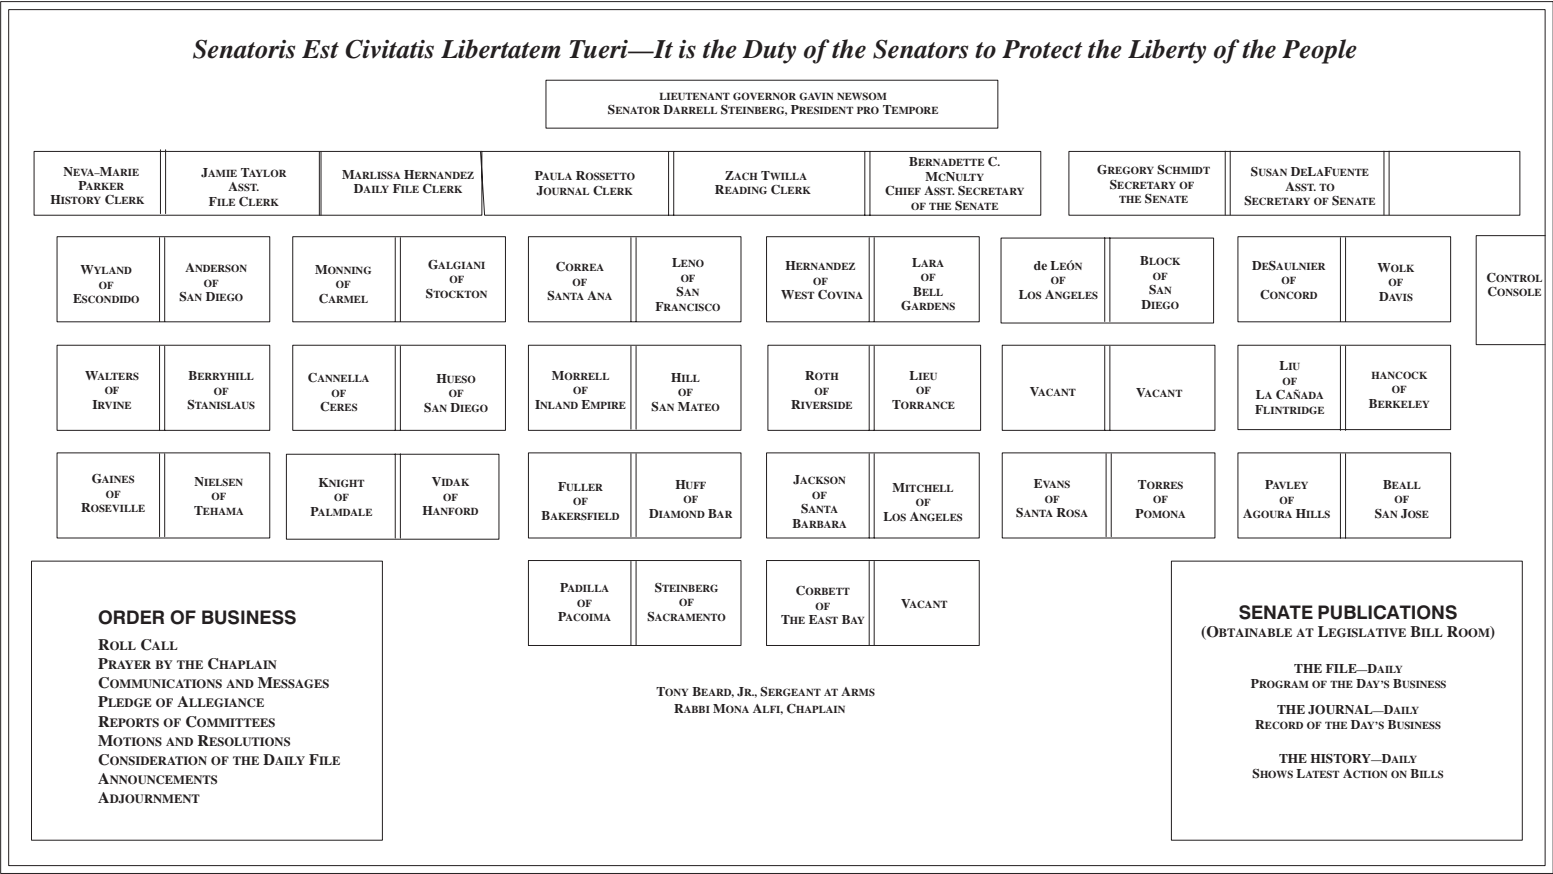 Senatoris Est Civitatis Libertatem Tueri—It is the Duty of the Senators to Protect the Liberty of the People
LIEUTENANT GOVERNOR GAVIN NEWSOM
SENATOR DARRELL STEINBERG, PRESIDENT PRO TEMPORE
NEVA–MARIE
PARKER
HISTORY CLERK
JAMIE TAYLOR
ASST.
FILE CLERK
MARLISSA HERNANDEZ
DAILY FILE CLERK
PAULA ROSSETTO
JOURNAL CLERK
ZACH TWILLA
READING CLERK
BERNADETTE C.
MCNULTY
CHIEF ASST. SECRETARY
OF THE SENATE
GREGORY SCHMIDT
SECRETARY OF
THE SENATE
SUSAN DELAFUENTE
ASST. TO
SECRETARY OF SENATE
WYLAND
OF
ESCONDIDO
ANDERSON
OF
SAN DIEGO
MONNING
OF
CARMEL
GALGIANI
OF
STOCKTON
CORREA
OF
SANTA ANA
LENO
OF
SAN
FRANCISCO
HERNANDEZ
OF
WEST COVINA
LARA
OF
BELL
GARDENS
de LEÓN
OF
LOS ANGELES
BLOCK
OF
SAN
DIEGO
DESAULNIER
OF
CONCORD
WOLK
OF
DAVIS
CONTROL
CONSOLE
WALTERS
OF
IRVINE
BERRYHILL
OF
STANISLAUS
CANNELLA
OF
CERES
HUESO
OF
SAN DIEGO
MORRELL
OF
INLAND EMPIRE
HILL
OF
SAN MATEO
ROTH
OF
RIVERSIDE
LIEU
OF
TORRANCE
VACANT
VACANT
LIU
OF
LA CAÑADA
FLINTRIDGE
HANCOCK
OF
BERKELEY
GAINES
OF
ROSEVILLE
NIELSEN
OF
TEHAMA
KNIGHT
OF
PALMDALE
VIDAK
OF
HANFORD
FULLER
OF
BAKERSFIELD
HUFF
OF
DIAMOND BAR
JACKSON
OF
SANTA
BARBARA
MITCHELL
OF
LOS ANGELES
EVANS
OF
SANTA ROSA
TORRES
OF
POMONA
PAVLEY
OF
AGOURA HILLS
BEALL
OF
SAN JOSE
PADILLA
OF
PACOIMA
STEINBERG
OF
SACRAMENTO
CORBETT
OF
THE EAST BAY
VACANT
ORDER OF BUSINESS
ROLL CALL
PRAYER BY THE CHAPLAIN
COMMUNICATIONS AND MESSAGES
PLEDGE OF ALLEGIANCE
REPORTS OF COMMITTEES
MOTIONS AND RESOLUTIONS
CONSIDERATION OF THE DAILY FILE
ANNOUNCEMENTS
ADJOURNMENT
TONY BEARD, JR., SERGEANT AT ARMS
RABBI MONA ALFI, CHAPLAIN
SENATE PUBLICATIONS
(OBTAINABLE AT LEGISLATIVE BILL ROOM)
THE FILE—DAILY
PROGRAM OF THE DAY'S BUSINESS
THE JOURNAL—DAILY
RECORD OF THE DAY'S BUSINESS
THE HISTORY—DAILY
SHOWS LATEST ACTION ON BILLS